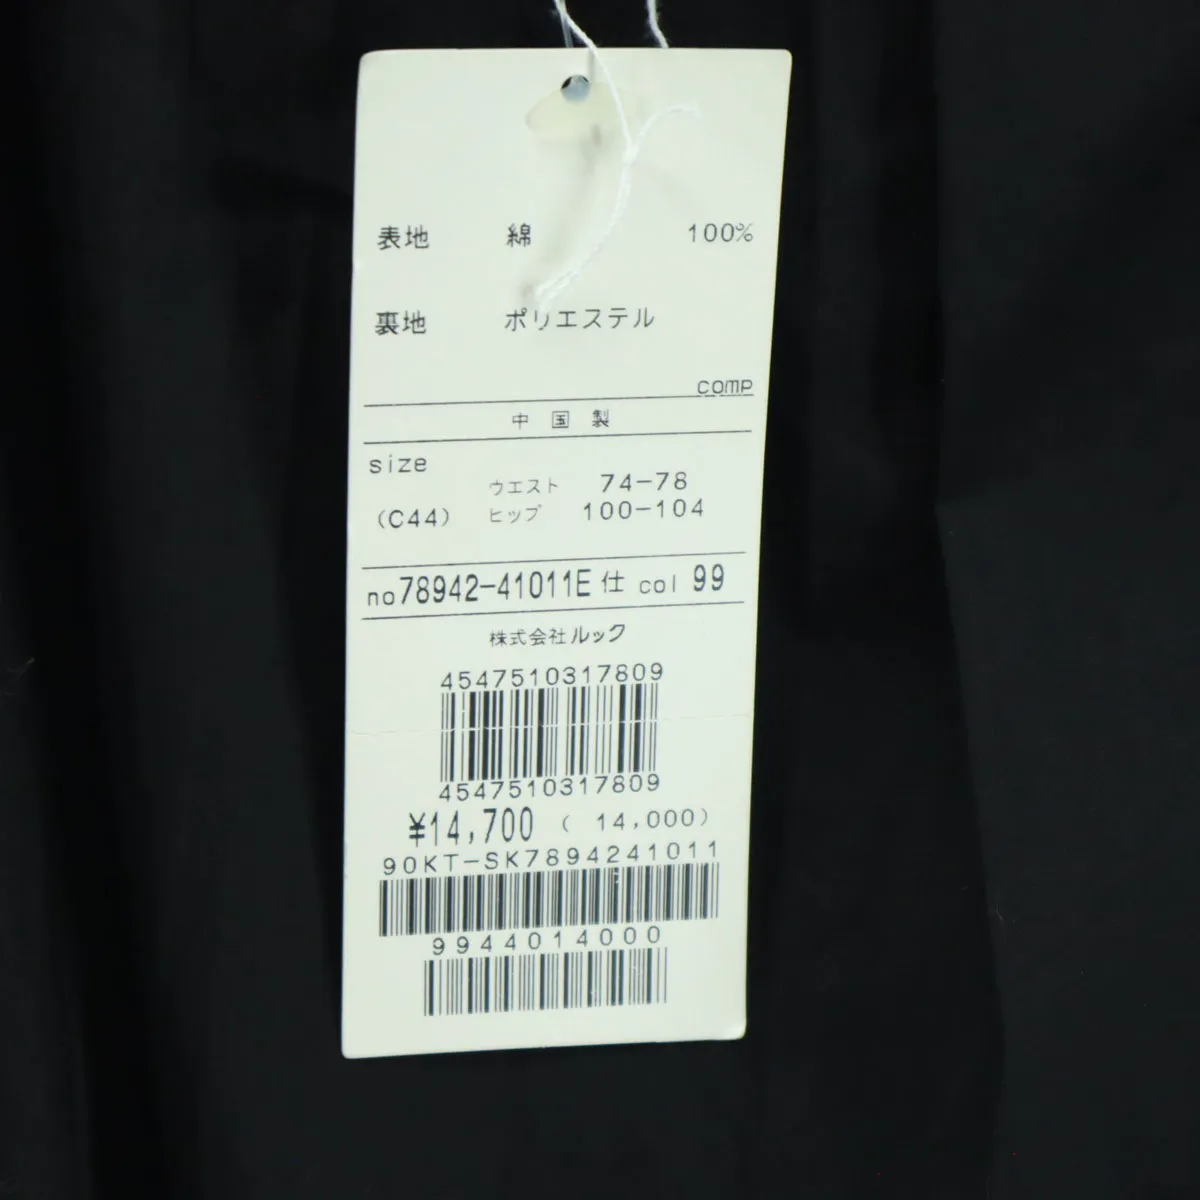 表地 綿 100%
裏地 ポリエステル
comp
中国製
size
ウエスト 74-78
(C44) ヒップ 100-104
no78942-41011E 仕 col 99
株式会社ルック
4547510317809
4547510317809
¥14,700 ( 14,000)
90KT-SK7894241011
9944014000